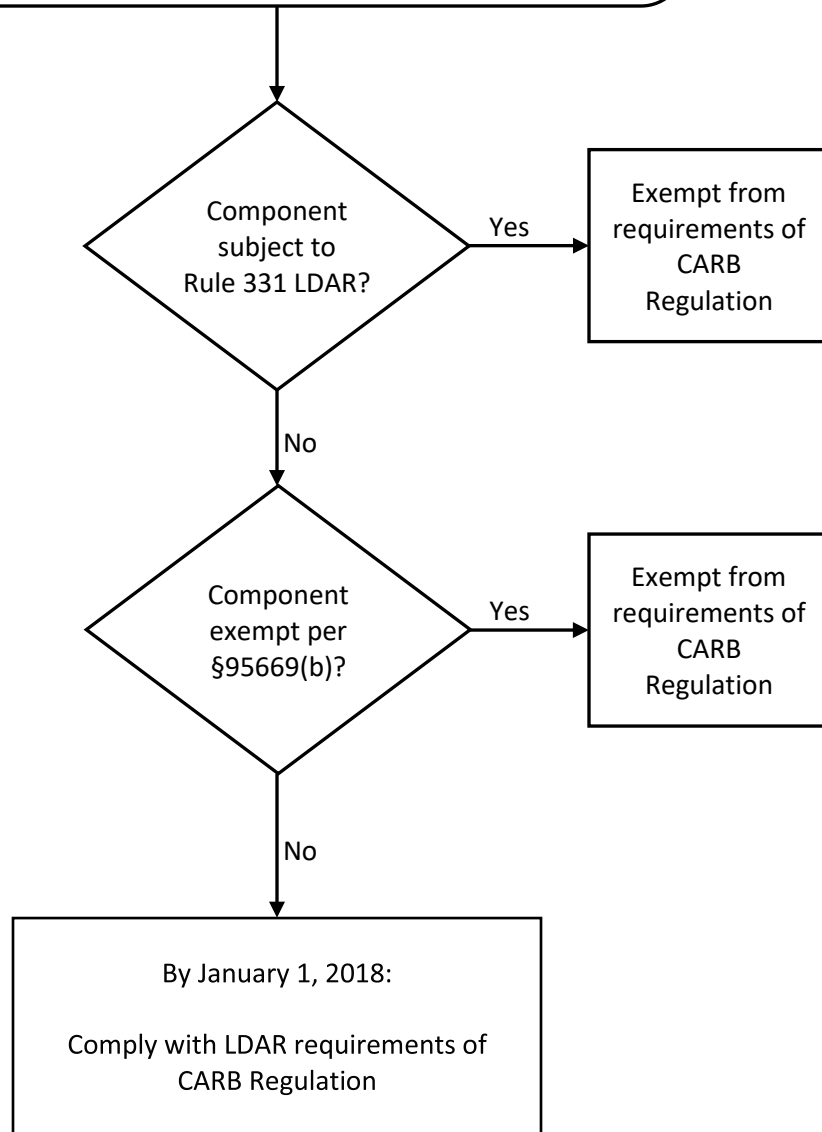 Component
subject to
Rule 331 LDAR?
Yes
Exempt from
requirements of
CARB
Regulation
No
Component
exempt per
§95669(b)?
Yes
Exempt from
requirements of
CARB
Regulation
No
By January 1, 2018:
Comply with LDAR requirements of
CARB Regulation